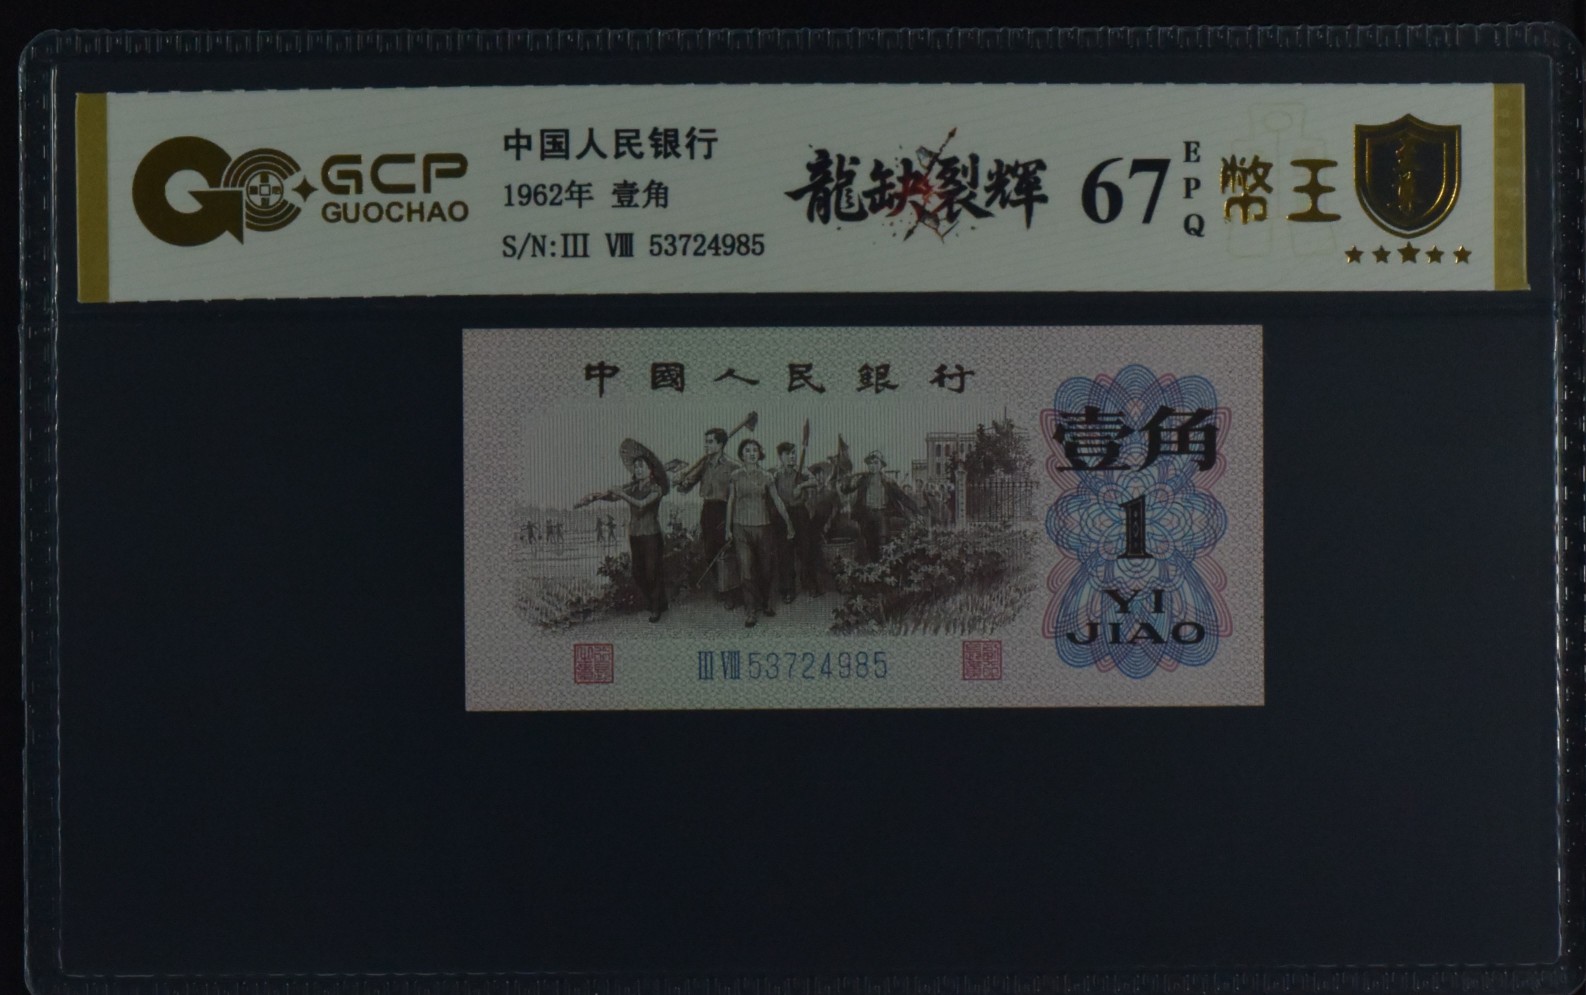 GCP
GUOCHAO
中国人民银行
1962年 壹角
S/N:III VIII 53724985
龍缺裂輝
67
EPQ
幣王
中國人民銀行
壹角
1
YI
JIAO
III VIII 53724985